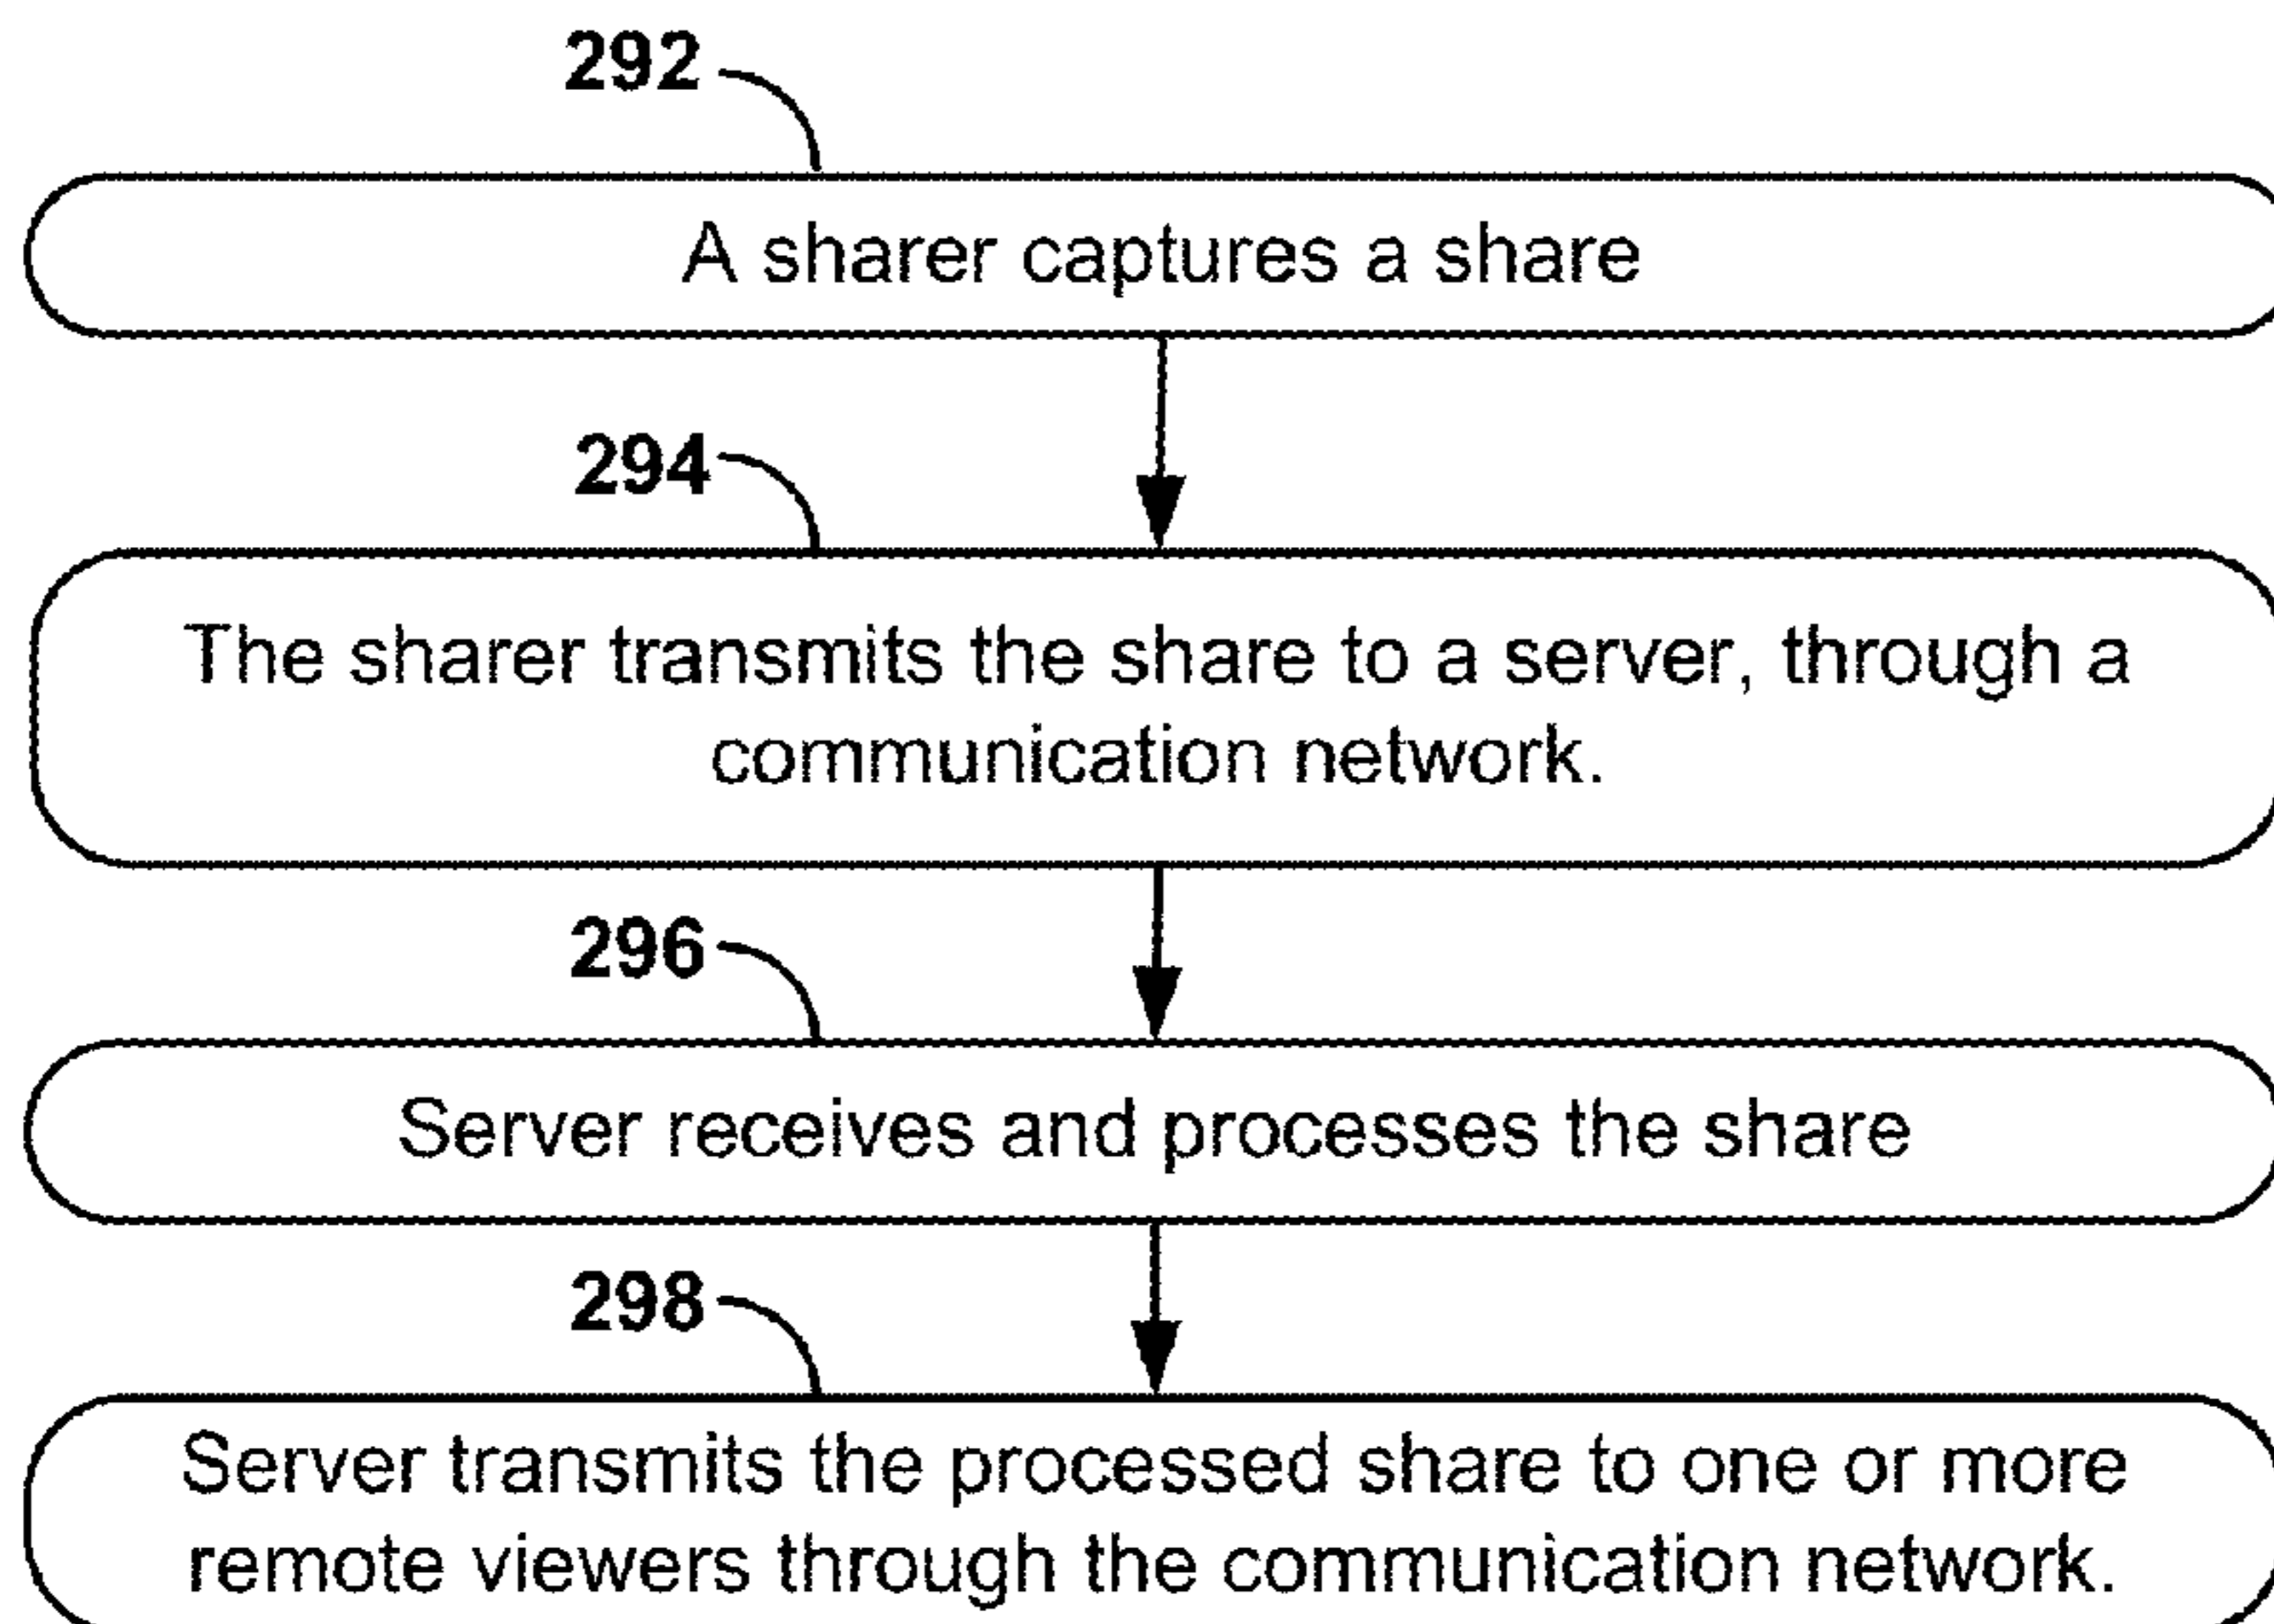 292
A sharer captures a share
294
The sharer transmits the share to a server, through a
communication network.
296
Server receives and processes the share
298
Server transmits the processed share to one or more
remote viewers through the communication network.